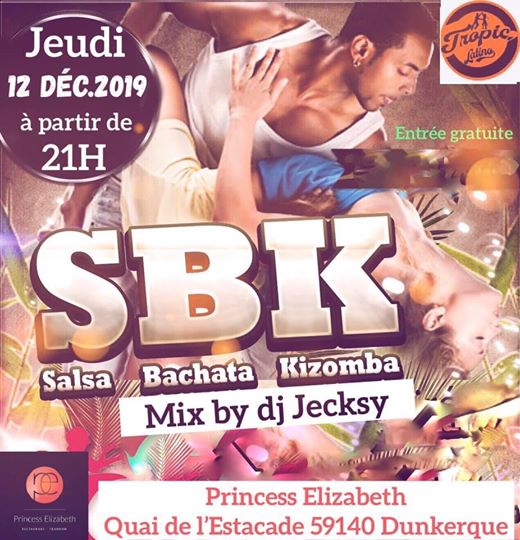 Jeudi
12 DÉC.2019
à partir de
21H
Tropic
Latino
Entrée gratuite
SBK
Salsa Bachata Kizomba
Mix by dj Jecksy
Princess Elizabeth
Princess Elizabeth
Quai de l'Estacade 59140 Dunkerque